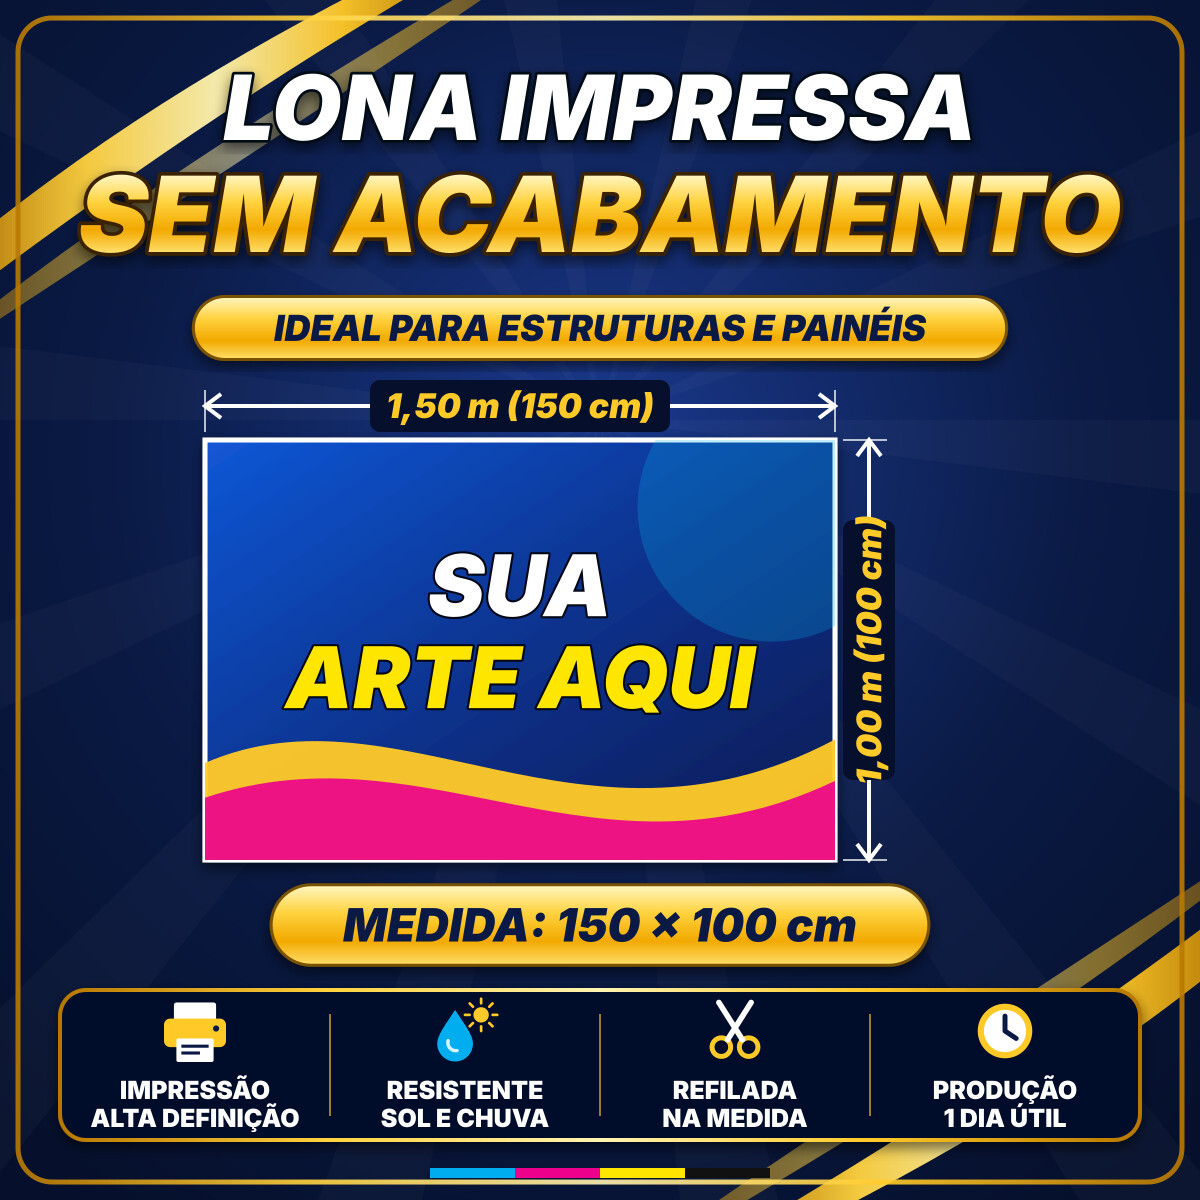 LONA IMPRESSA
SEM ACABAMENTO
IDEAL PARA ESTRUTURAS E PAINÉIS
1,50 m (150 cm)
SUA
ARTE AQUI
1,00 m (100 cm)
MEDIDA: 150 × 100 cm
IMPRESSÃO
ALTA DEFINIÇÃO
RESISTENTE
SOL E CHUVA
REFILADA
NA MEDIDA
PRODUÇÃO
1 DIA ÚTIL